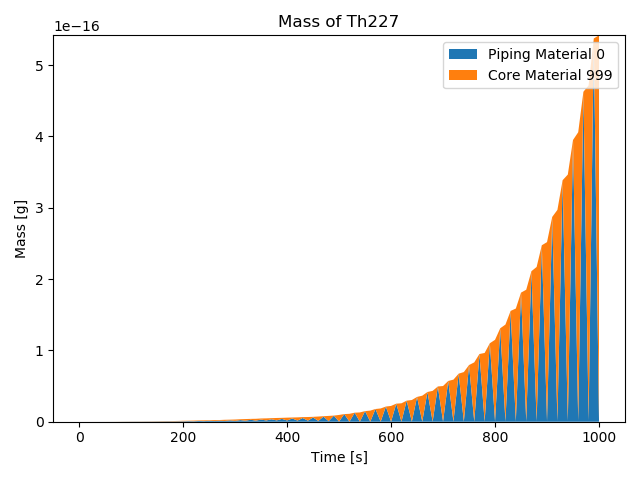 Mass of Th227
1e−16
Piping Material 0
Core Material 999
5
4
3
2
1
0
Mass [g]
0 200 400 600 800 1000
Time [s]